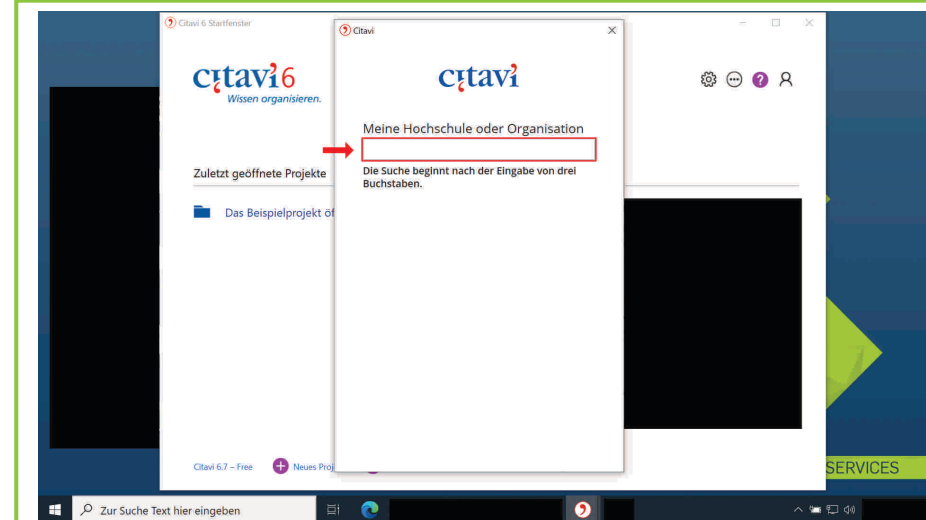 Citavi 6 Startfenster
Citavi
citavi 6
Wissen organisieren.
citavi
Meine Hochschule oder Organisation
Die Suche beginnt nach der Eingabe von drei
Buchstaben.
Zuletzt geöffnete Projekte
Das Beispielprojekt öf
Citavi 6.7 – Free
Neues Proj
SERVICES
Zur Suche Text hier eingeben